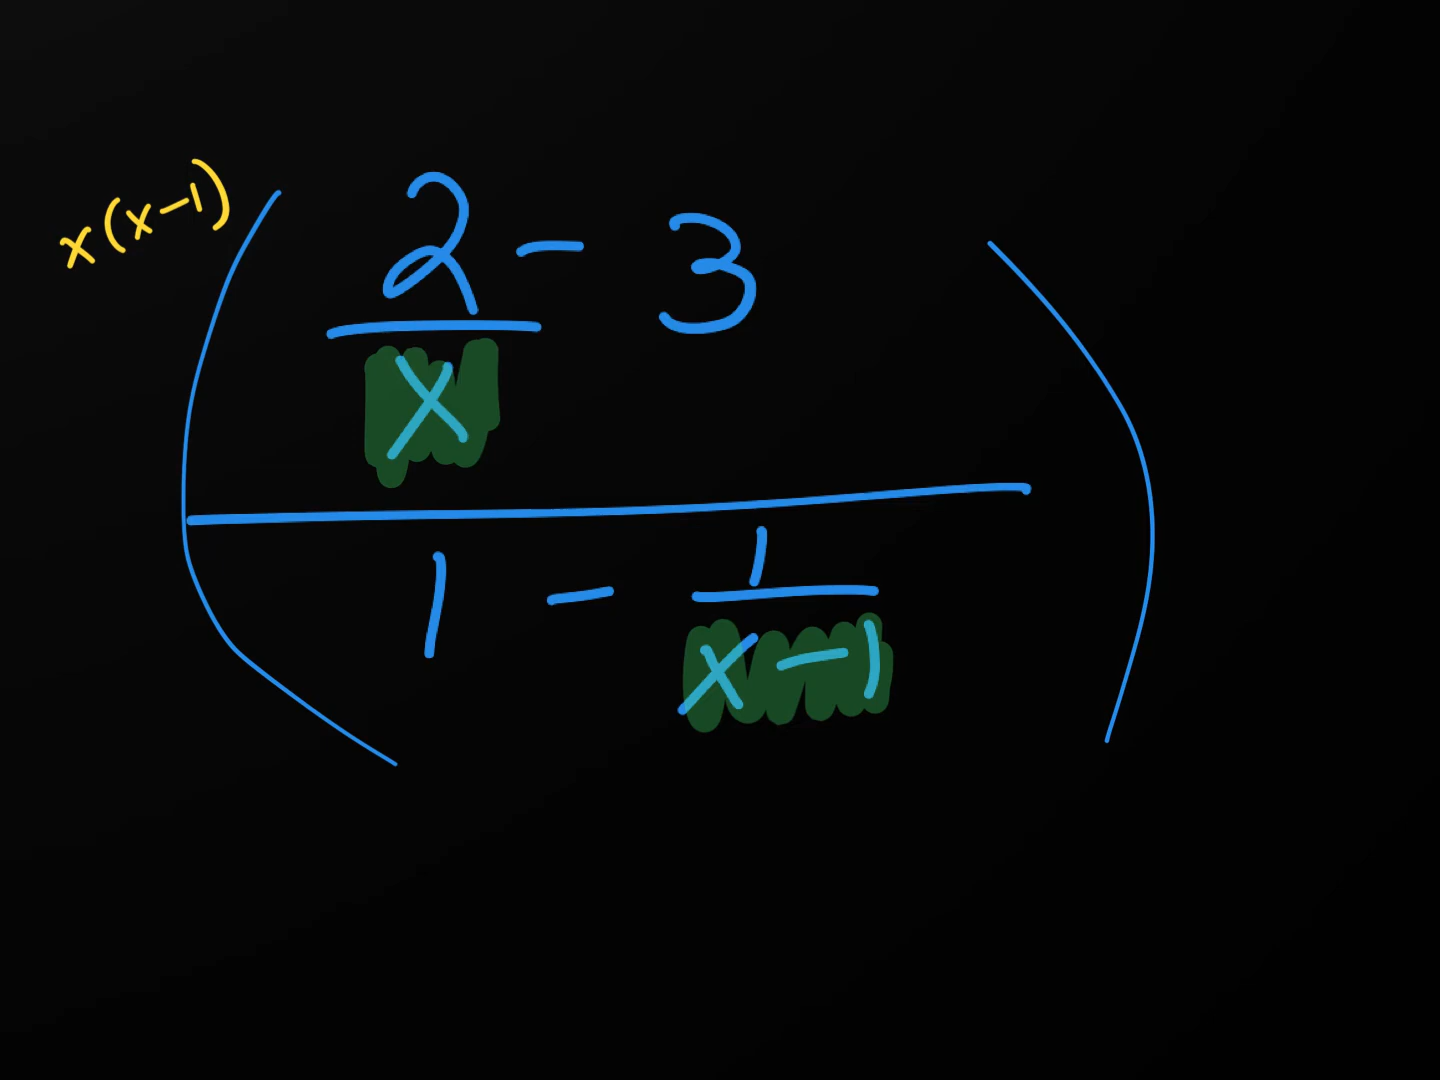 x(x-1)
2 - 3
x
1 - 1
x - 1